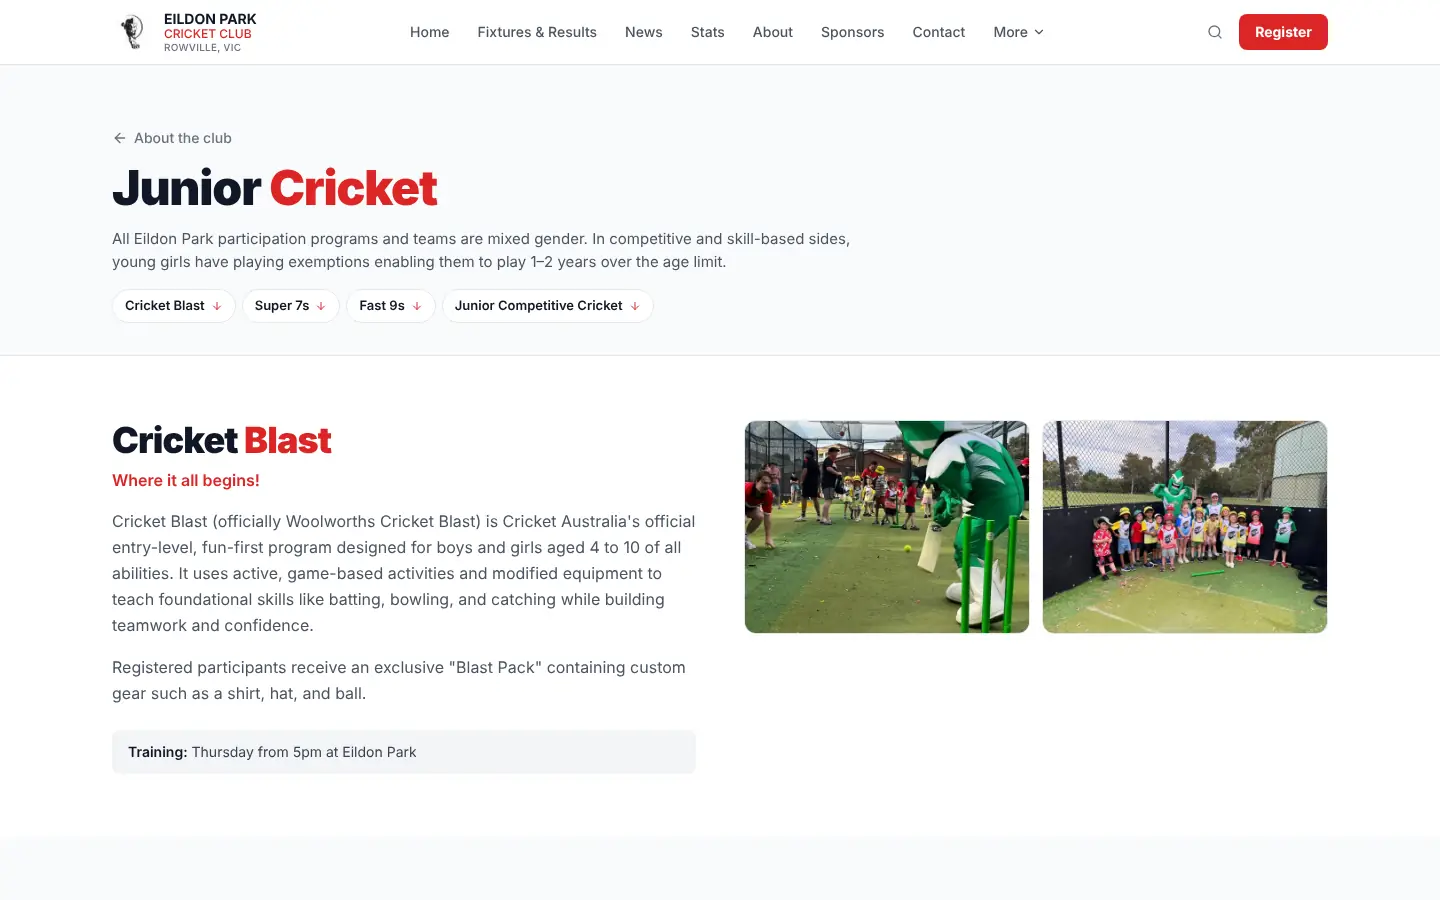 EILDON PARK
CRICKET CLUB
ROWVILLE, VIC
Home
Fixtures & Results
News
Stats
About
Sponsors
Contact
More
Register
About the club
Junior Cricket
All Eildon Park participation programs and teams are mixed gender. In competitive and skill-based sides,
young girls have playing exemptions enabling them to play 1–2 years over the age limit.
Cricket Blast
Super 7s
Fast 9s
Junior Competitive Cricket
Cricket Blast
Where it all begins!
Cricket Blast (officially Woolworths Cricket Blast) is Cricket Australia's official
entry-level, fun-first program designed for boys and girls aged 4 to 10 of all
abilities. It uses active, game-based activities and modified equipment to
teach foundational skills like batting, bowling, and catching while building
teamwork and confidence.
Registered participants receive an exclusive "Blast Pack" containing custom
gear such as a shirt, hat, and ball.
Training: Thursday from 5pm at Eildon Park